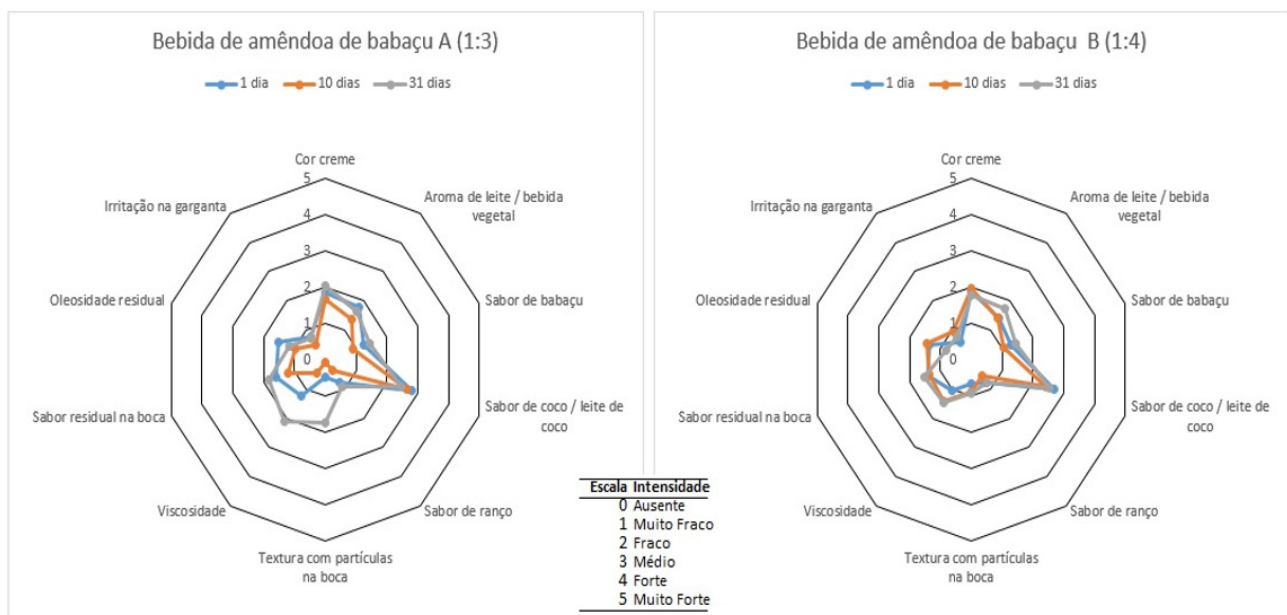 Bebida de amêndoa de babaçu A (1:3)
1 dia 10 dias 31 dias
Cor creme
Aroma de leite / bebida
vegetal
Sabor de babaçu
Sabor de coco / leite de
coco
Sabor de ranço
Textura com partículas
na boca
Viscosidade
Sabor residual na boca
Oleosidade residual
Irritação na garganta
5
4
3
2
1
0
Bebida de amêndoa de babaçu B (1:4)
1 dia 10 dias 31 dias
Cor creme
Aroma de leite / bebida
vegetal
Sabor de babaçu
Sabor de coco / leite de
coco
Sabor de ranço
Textura com partículas
na boca
Viscosidade
Sabor residual na boca
Oleosidade residual
Irritação na garganta
5
4
3
2
1
0
Escala Intensidade
0 Ausente
1 Muito Fraco
2 Fraco
3 Médio
4 Forte
5 Muito Forte